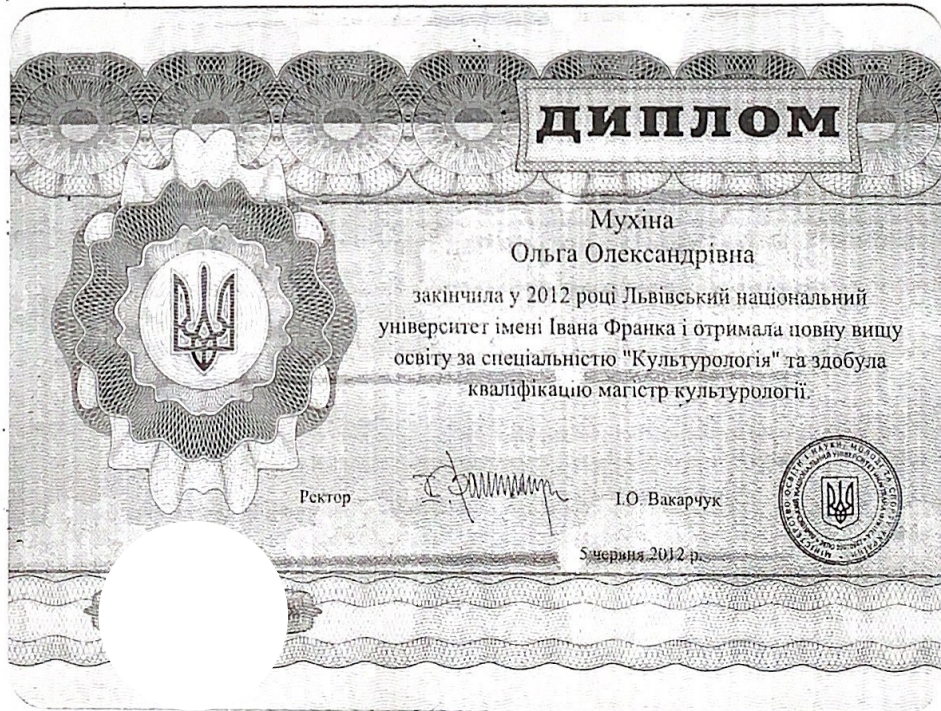 ДИПЛОМ
Мухіна
Ольга Олександрівна
закінчила у 2012 році Львівський національний
університет імені Івана Франка і отримала повну вищу
освіту за спеціальністю "Культурологія" та здобула
кваліфікацію магістр культурології.
Ректор
І.О. Вакарчук
5 червня 2012 р.